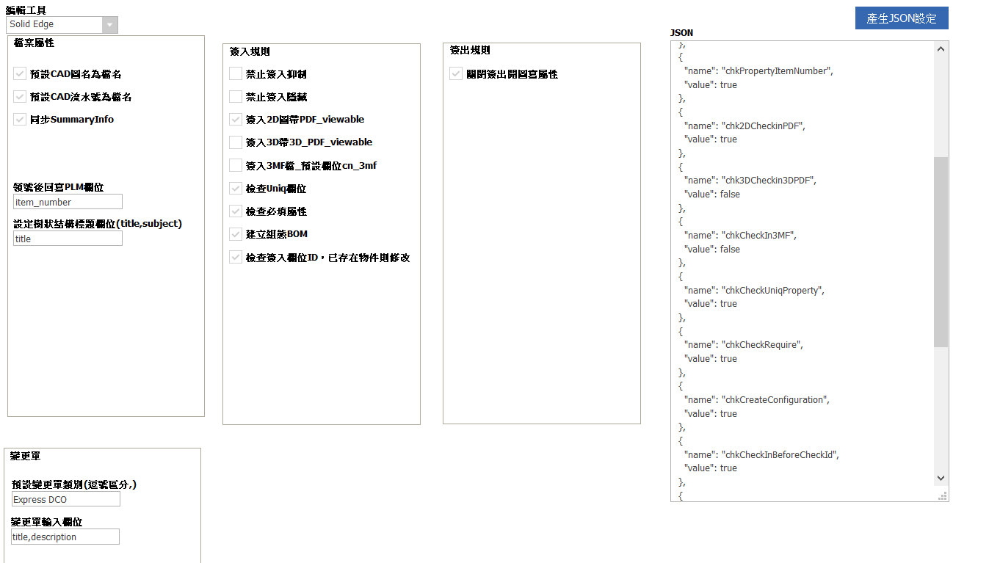 編輯工具
Solid Edge
產生JSON設定
檔案屬性
預設CAD圖名為檔名
預設CAD流水號為檔名
同步SummaryInfo
領號後回寫PLM欄位
item_number
設定樹狀結構標題欄位(title,subject)
title
簽入規則
禁止簽入抑制
禁止簽入隱藏
簽入2D圖帶PDF_viewable
簽入3D帶3D_PDF_viewable
簽入3MF檔_預設欄位cn_3mf
檢查Uniq欄位
檢查必填屬性
建立組態BOM
檢查簽入欄位ID，已存在物件則修改
簽出規則
關閉簽出開圖寫屬性
JSON
},
{
"name": "chkPropertyItemNumber",
"value": true
},
{
"name": "chk2DCheckinPDF",
"value": true
},
{
"name": "chk3DCheckin3DPDF",
"value": false
},
{
"name": "chkCheckIn3MF",
"value": false
},
{
"name": "chkCheckUniqProperty",
"value": true
},
{
"name": "chkCheckRequire",
"value": true
},
{
"name": "chkCreateConfiguration",
"value": true
},
{
"name": "chkCheckInBeforeCheckId",
"value": true
},
{
變更單
預設變更單類別(逗號區分,)
Express DCO
變更單輸入欄位
title,description